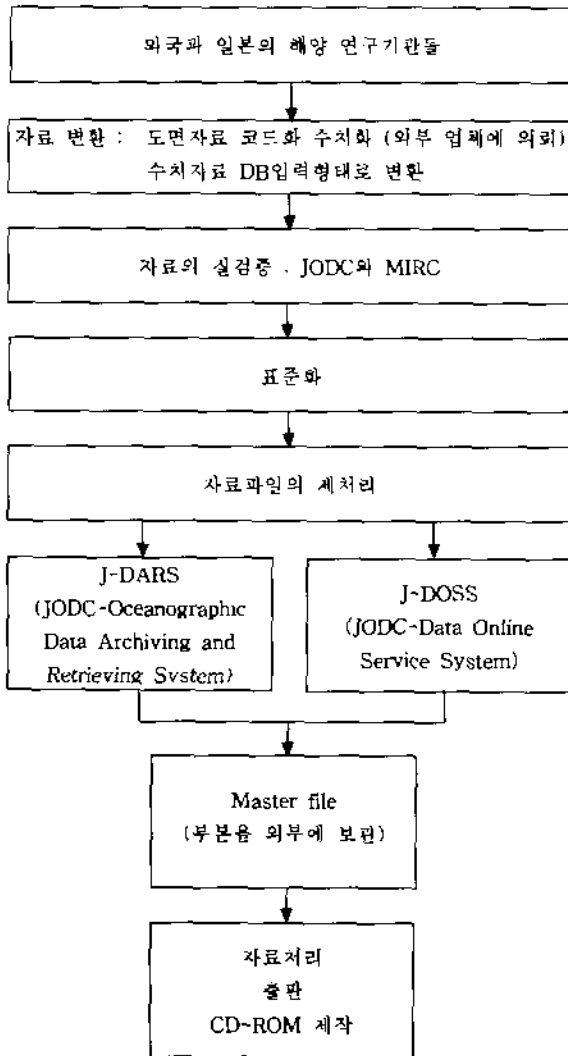 외국과 일본의 해양 연구기관들
자료 변환 : 도면자료 코드화 수치화 (외부 업체에 의뢰)
수치자료 DB입력형태로 변환
자료의 실검증 . JODC와 MIRC
표준화
자료파일의 재처리
J-DARS
(JODC-Oceanographic
Data Archiving and
Retrieving System)
J-DOSS
(JODC-Data Online
Service System)
Master file
(부본을 외부에 보관)
자료처리
출판
CD-ROM 제작